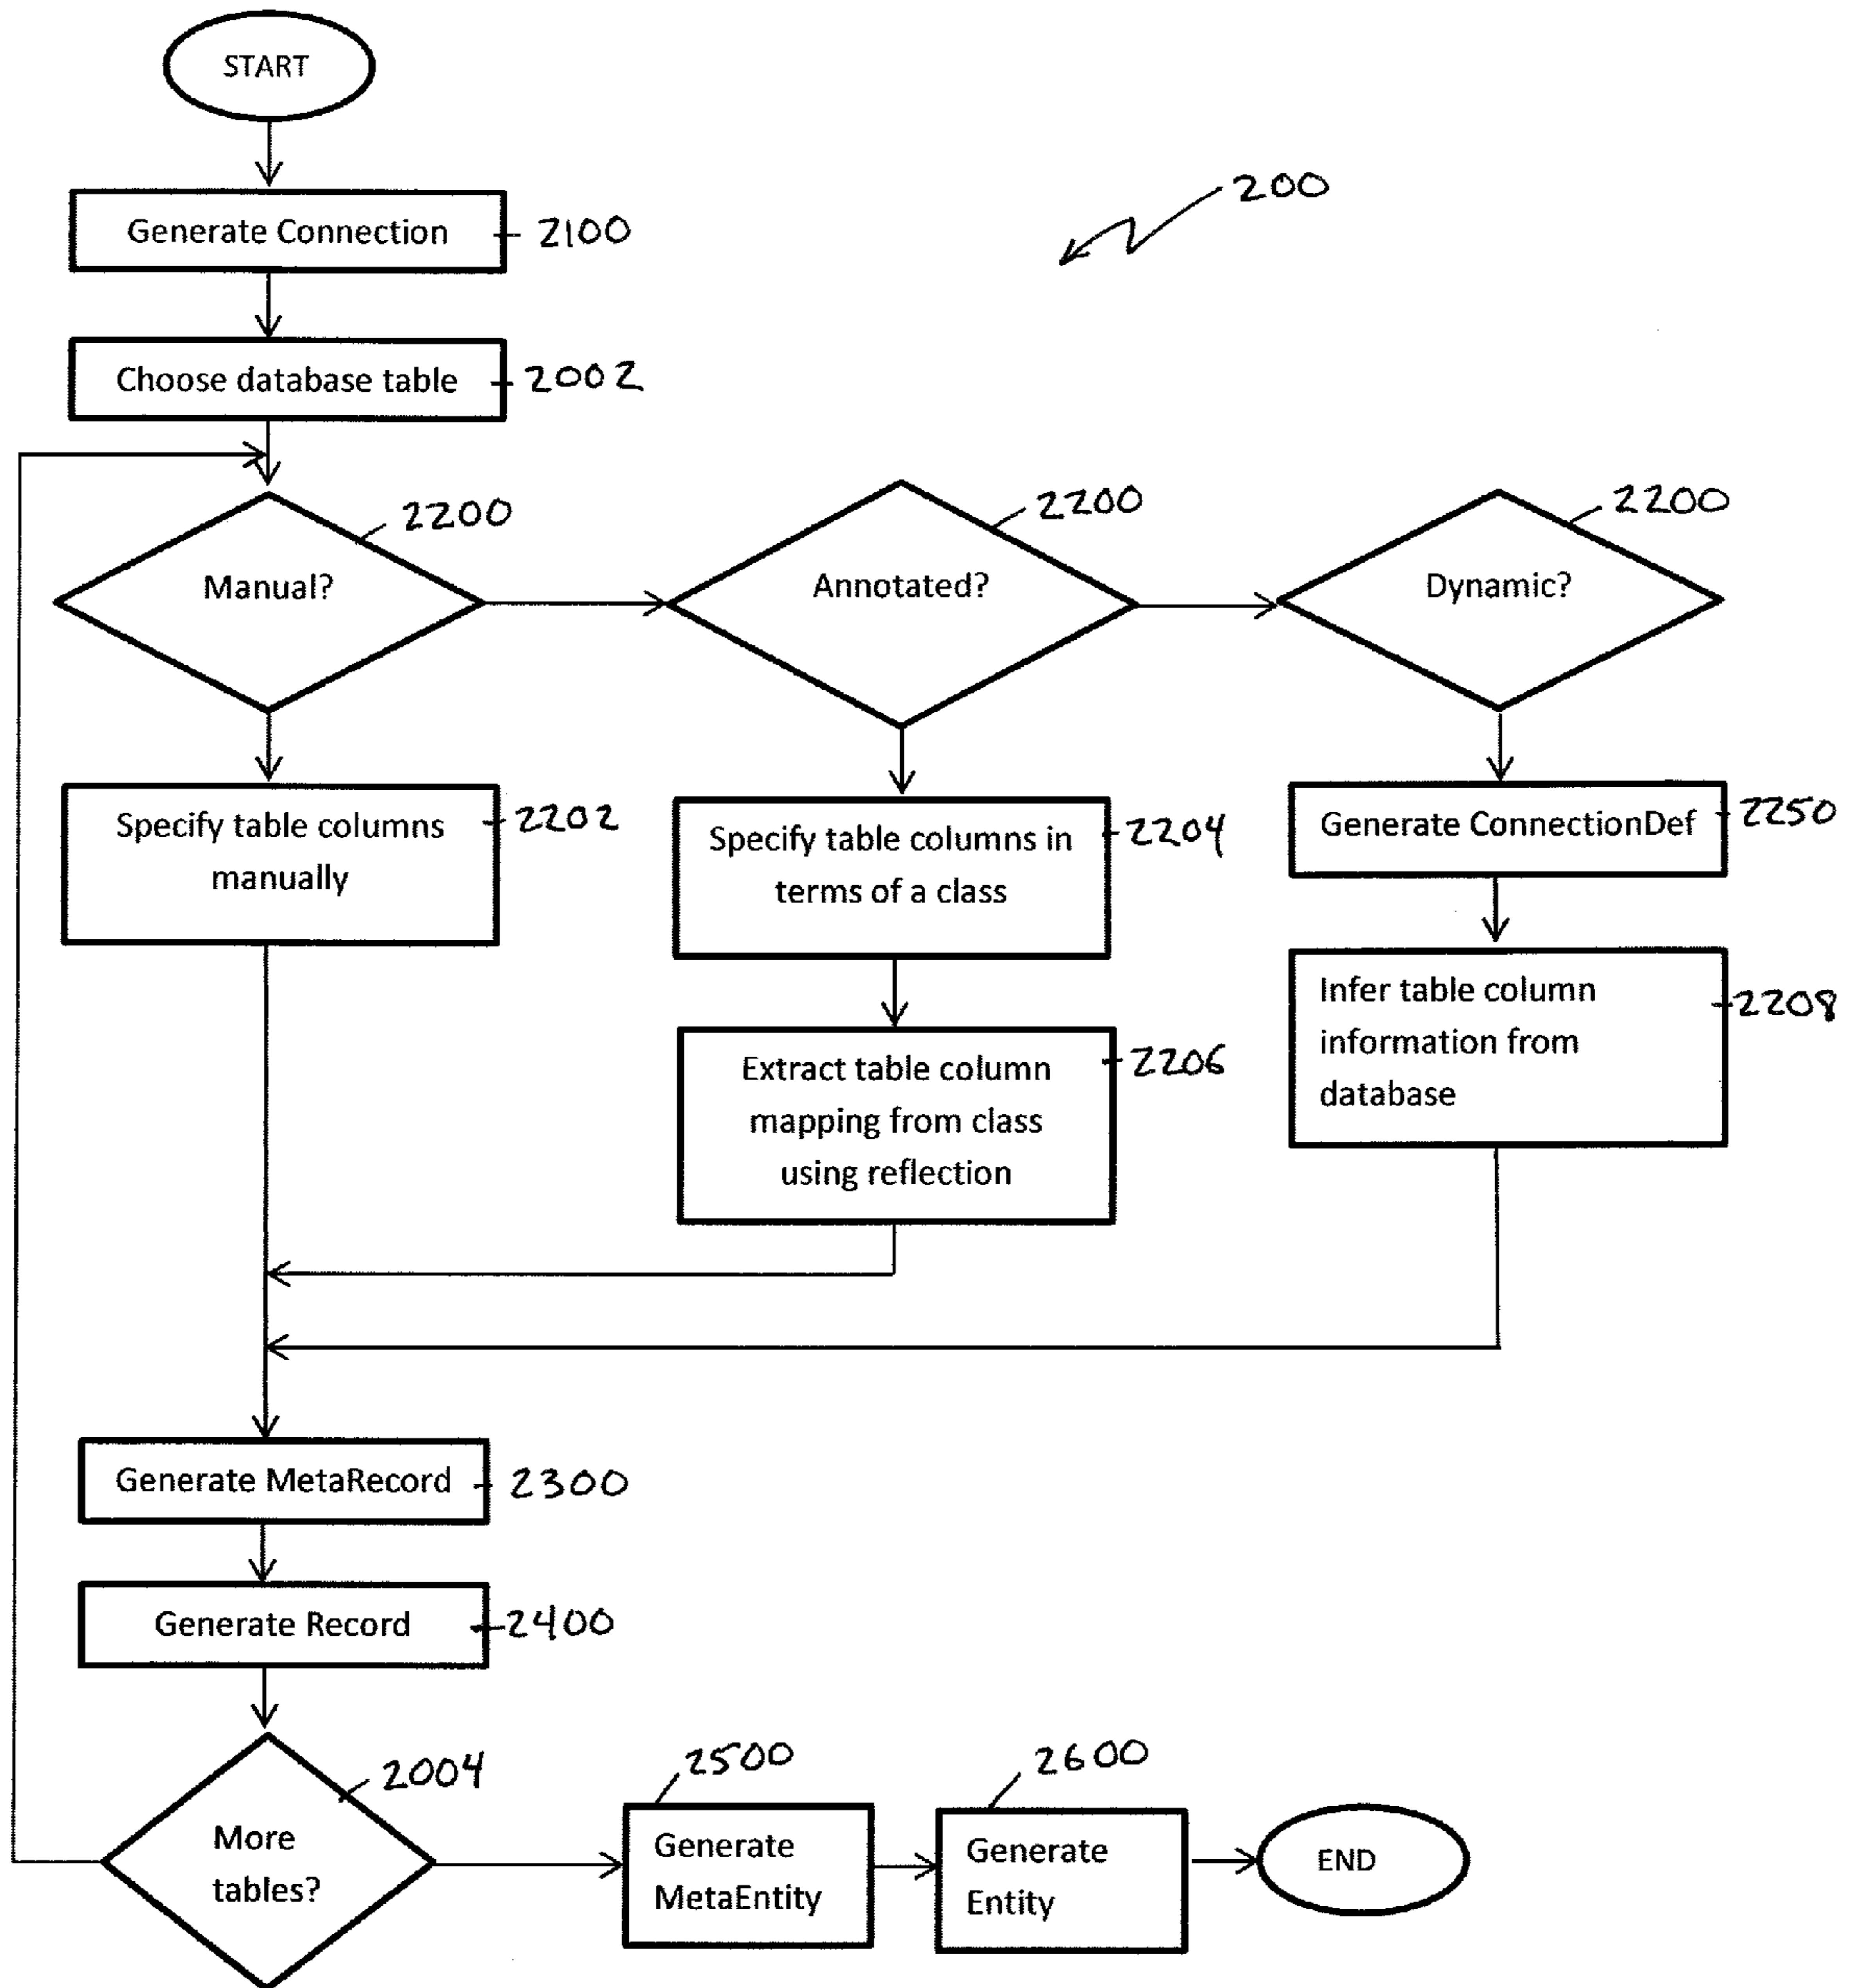 START
Generate Connection
2100
200
Choose database table
2002
2200
2200
2200
Manual?
Annotated?
Dynamic?
Specify table columns
manually
2202
Specify table columns in
terms of a class
2204
Generate ConnectionDef
2250
Extract table column
mapping from class
using reflection
2206
Infer table column
information from
database
2208
Generate MetaRecord
2300
Generate Record
2400
2004
More
tables?
2500
Generate
MetaEntity
2600
Generate
Entity
END